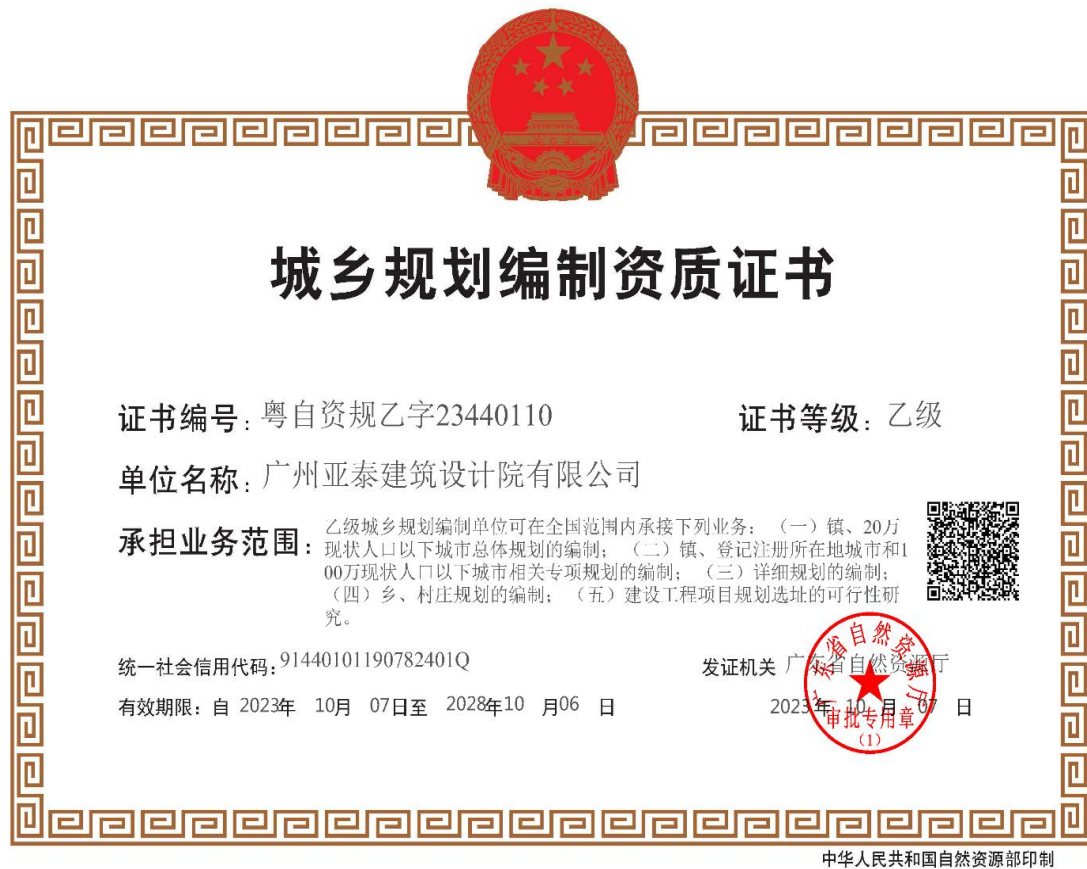 城乡规划编制资质证书
证书编号：粤自资规乙字23440110 证书等级：乙级
单位名称：广州亚泰建筑设计院有限公司
承担业务范围：乙级城乡规划编制单位可在全国范围内承接下列业务：（一）镇、20万
现状人口以下城市总体规划的编制；（二）镇、登记注册所在地城市和1
00万现状人口以下城市相关专项规划的编制；（三）详细规划的编制；
（四）乡、村庄规划的编制；（五）建设工程项目规划选址的可行性研
究。
统一社会信用代码：91440101190782401Q 发证机关 广东省自然资源厅
有效期限：自 2023年 10月 07日至 2028年10 月06 日 2023年 10 月 07 日
广东省自然资源厅
审批专用章
（1）
中华人民共和国自然资源部印制